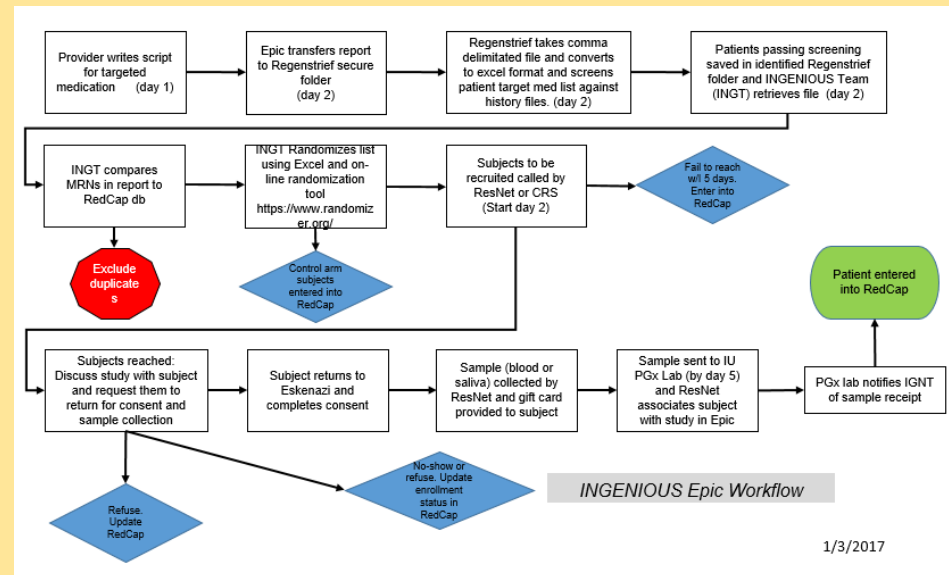 Provider writes script
for targeted
medication (day 1)
Epic transfers report
to Regenstrief secure
folder
(day 2)
Regenstrief takes comma
delimitated file and converts
to excel format and screens
patient target med list against
history files. (day 2)
Patients passing screening
saved in identified Regenstrief
folder and INGENIOUS Team
(INGT) retrieves file (day 2)
INGT compares
MRNs in report to
RedCap db
INGT Randomizes list
using Excel and on-
line randomization
tool
https://www.randomiz
er.org/
Subjects to be
recruited called by
ResNet or CRS
(Start day 2)
Fail to reach
w/I 5 days.
Enter into
RedCap
Exclude
duplicate
s
Control arm
subjects
entered into
RedCap
Patient entered
into RedCap
Subjects reached:
Discuss study with subject
and request them to
return for consent and
sample collection
Subject returns to
Eskenazi and
completes consent
Sample (blood or
saliva) collected by
ResNet and gift card
provided to subject
Sample sent to IU
PGx Lab (by day 5)
and ResNet
associates subject
with study in Epic
PGx lab notifies IGNT
of sample receipt
Refuse.
Update
RedCap
No-show or
refuse. Update
enrollment
status in
RedCap
INGENIOUS Epic Workflow
1/3/2017